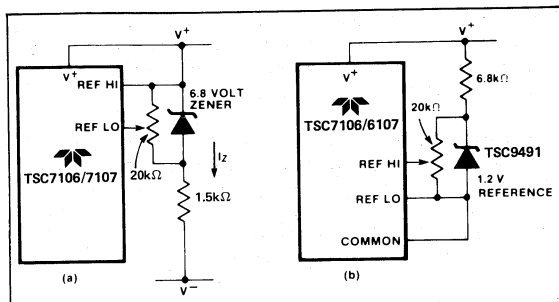 V+
V+
REF HI
6.8 VOLT
ZENER
REF LO
TSC7106/7107
20kΩ
IZ
1.5kΩ
V−
(a)
V+
V+
6.8kΩ
TSC7106/6107
20kΩ
TSC9491
REF HI
1.2 V
REFERENCE
REF LO
COMMON
(b)